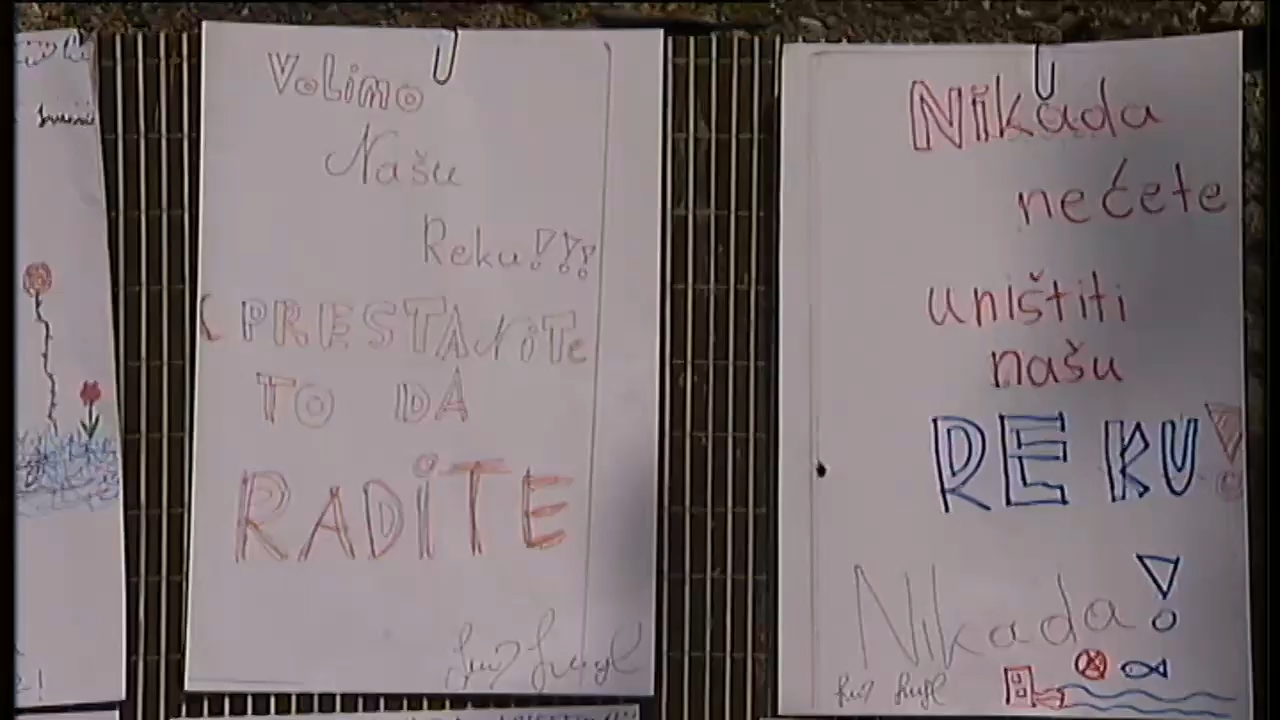 Volimo
Našu
Reku!!!
PRESTANiTe
TO DA
RADiTE
Nikada
nećete
uništiti
našu
REKU!
Nikada!